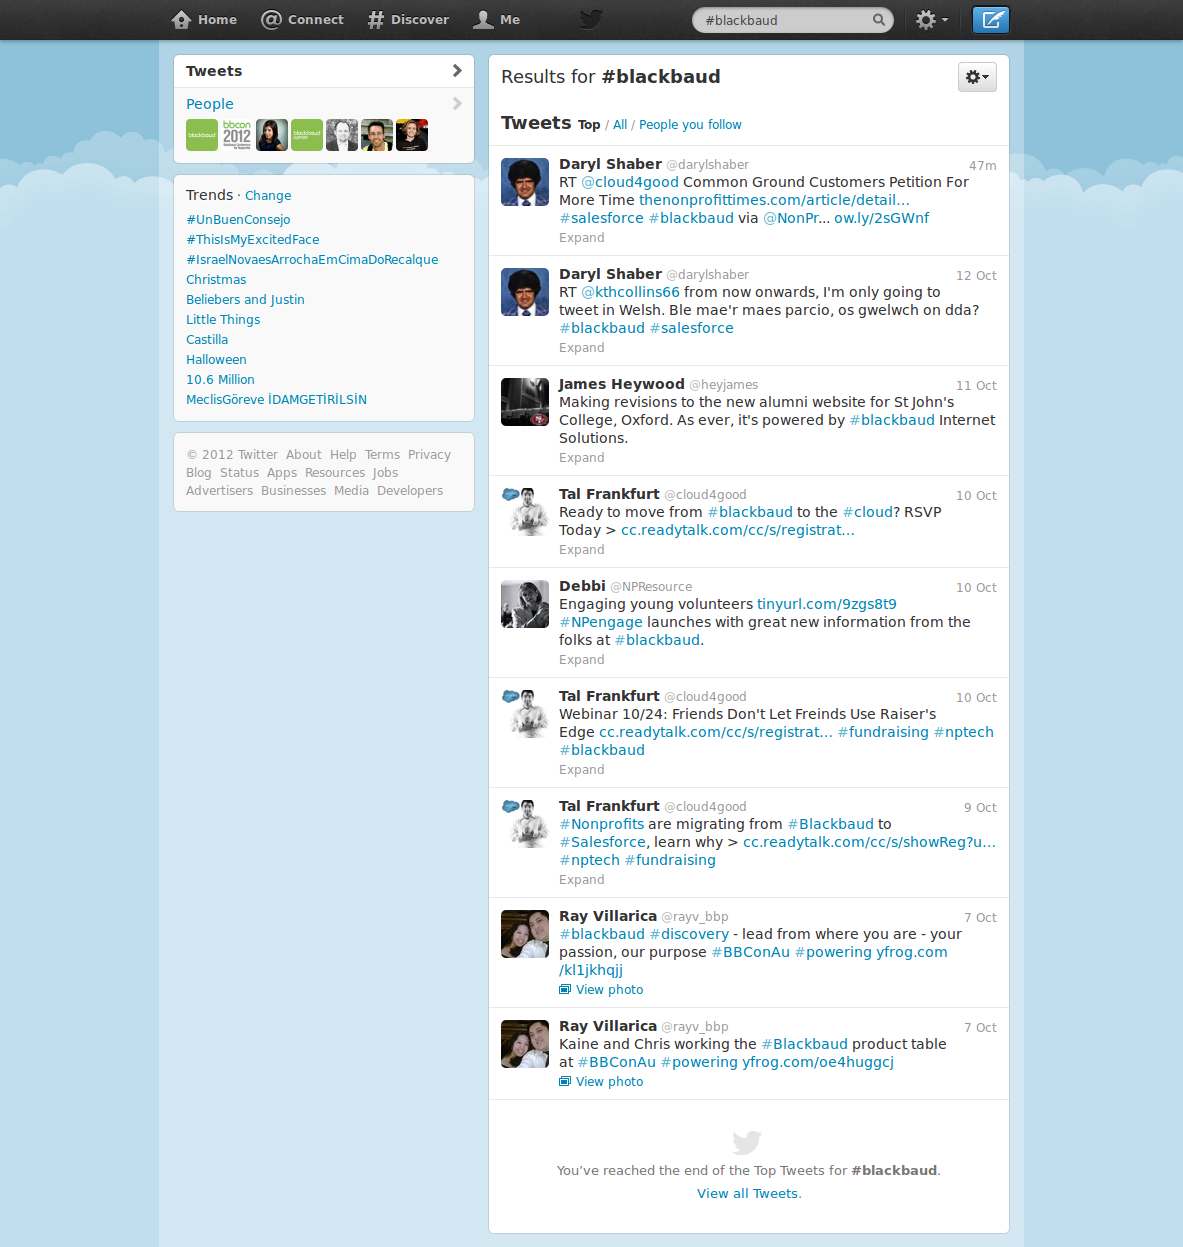 Home
Connect
Discover
Me
#blackbaud
Tweets
People
blackbaud
bbcon
2012
blackbaud
Trends · Change
#UnBuenConsejo
#ThisIsMyExcitedFace
#IsraelNovaesArrochaEmCimaDoRecalque
Christmas
Beliebers and Justin
Little Things
Castilla
Halloween
10.6 Million
MeclisGöreve İDAMGETİRİLSİN
© 2012 Twitter About Help Terms Privacy
Blog Status Apps Resources Jobs
Advertisers Businesses Media Developers
Results for #blackbaud
Tweets Top / All / People you follow
Daryl Shaber @darylshaber 47m
RT @cloud4good Common Ground Customers Petition For
More Time thenonprofittimes.com/article/detail…
#salesforce #blackbaud via @NonPr... ow.ly/2sGWnf
Expand
Daryl Shaber @darylshaber 12 Oct
RT @kthcollins66 from now onwards, I'm only going to
tweet in Welsh. Ble mae'r maes parcio, os gwelwch on dda?
#blackbaud #salesforce
Expand
James Heywood @heyjames 11 Oct
Making revisions to the new alumni website for St John's
College, Oxford. As ever, it's powered by #blackbaud Internet
Solutions.
Expand
Tal Frankfurt @cloud4good 10 Oct
Ready to move from #blackbaud to the #cloud? RSVP
Today > cc.readytalk.com/cc/s/registrat…
Expand
Debbi @NPResource 10 Oct
Engaging young volunteers tinyurl.com/9zgs8t9
#NPengage launches with great new information from the
folks at #blackbaud.
Expand
Tal Frankfurt @cloud4good 10 Oct
Webinar 10/24: Friends Don't Let Freinds Use Raiser's
Edge cc.readytalk.com/cc/s/registrat… #fundraising #nptech
#blackbaud
Expand
Tal Frankfurt @cloud4good 9 Oct
#Nonprofits are migrating from #Blackbaud to
#Salesforce, learn why > cc.readytalk.com/cc/s/showReg?u…
#nptech #fundraising
Expand
Ray Villarica @rayv_bbp 7 Oct
#blackbaud #discovery - lead from where you are - your
passion, our purpose #BBConAu #powering yfrog.com
/kl1jkhqjj
View photo
Ray Villarica @rayv_bbp 7 Oct
Kaine and Chris working the #Blackbaud product table
at #BBConAu #powering yfrog.com/oe4huggcj
View photo
You've reached the end of the Top Tweets for #blackbaud.
View all Tweets.